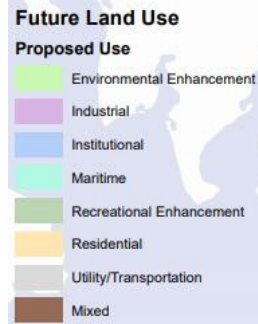 Future Land Use
Proposed Use
Environmental Enhancement
Industrial
Institutional
Maritime
Recreational Enhancement
Residential
Utility/Transportation
Mixed